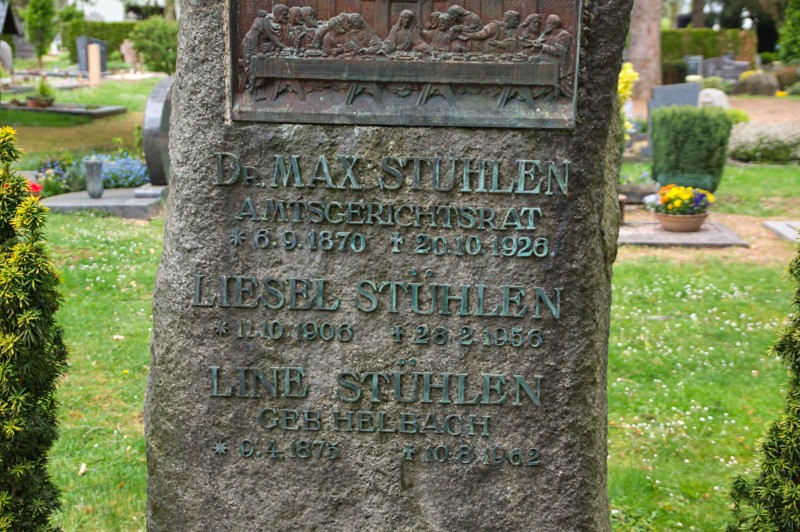 DR. MAX STÜHLEN
AMTSGERICHTSRAT
* 6.9.1870 † 20.10.1926.
LIESEL STÜHLEN
* 11.10.1906 † 28.2.1956
LINE STÜHLEN
GEB. HELBACH
* 9.4.1875 † 10.8.1962